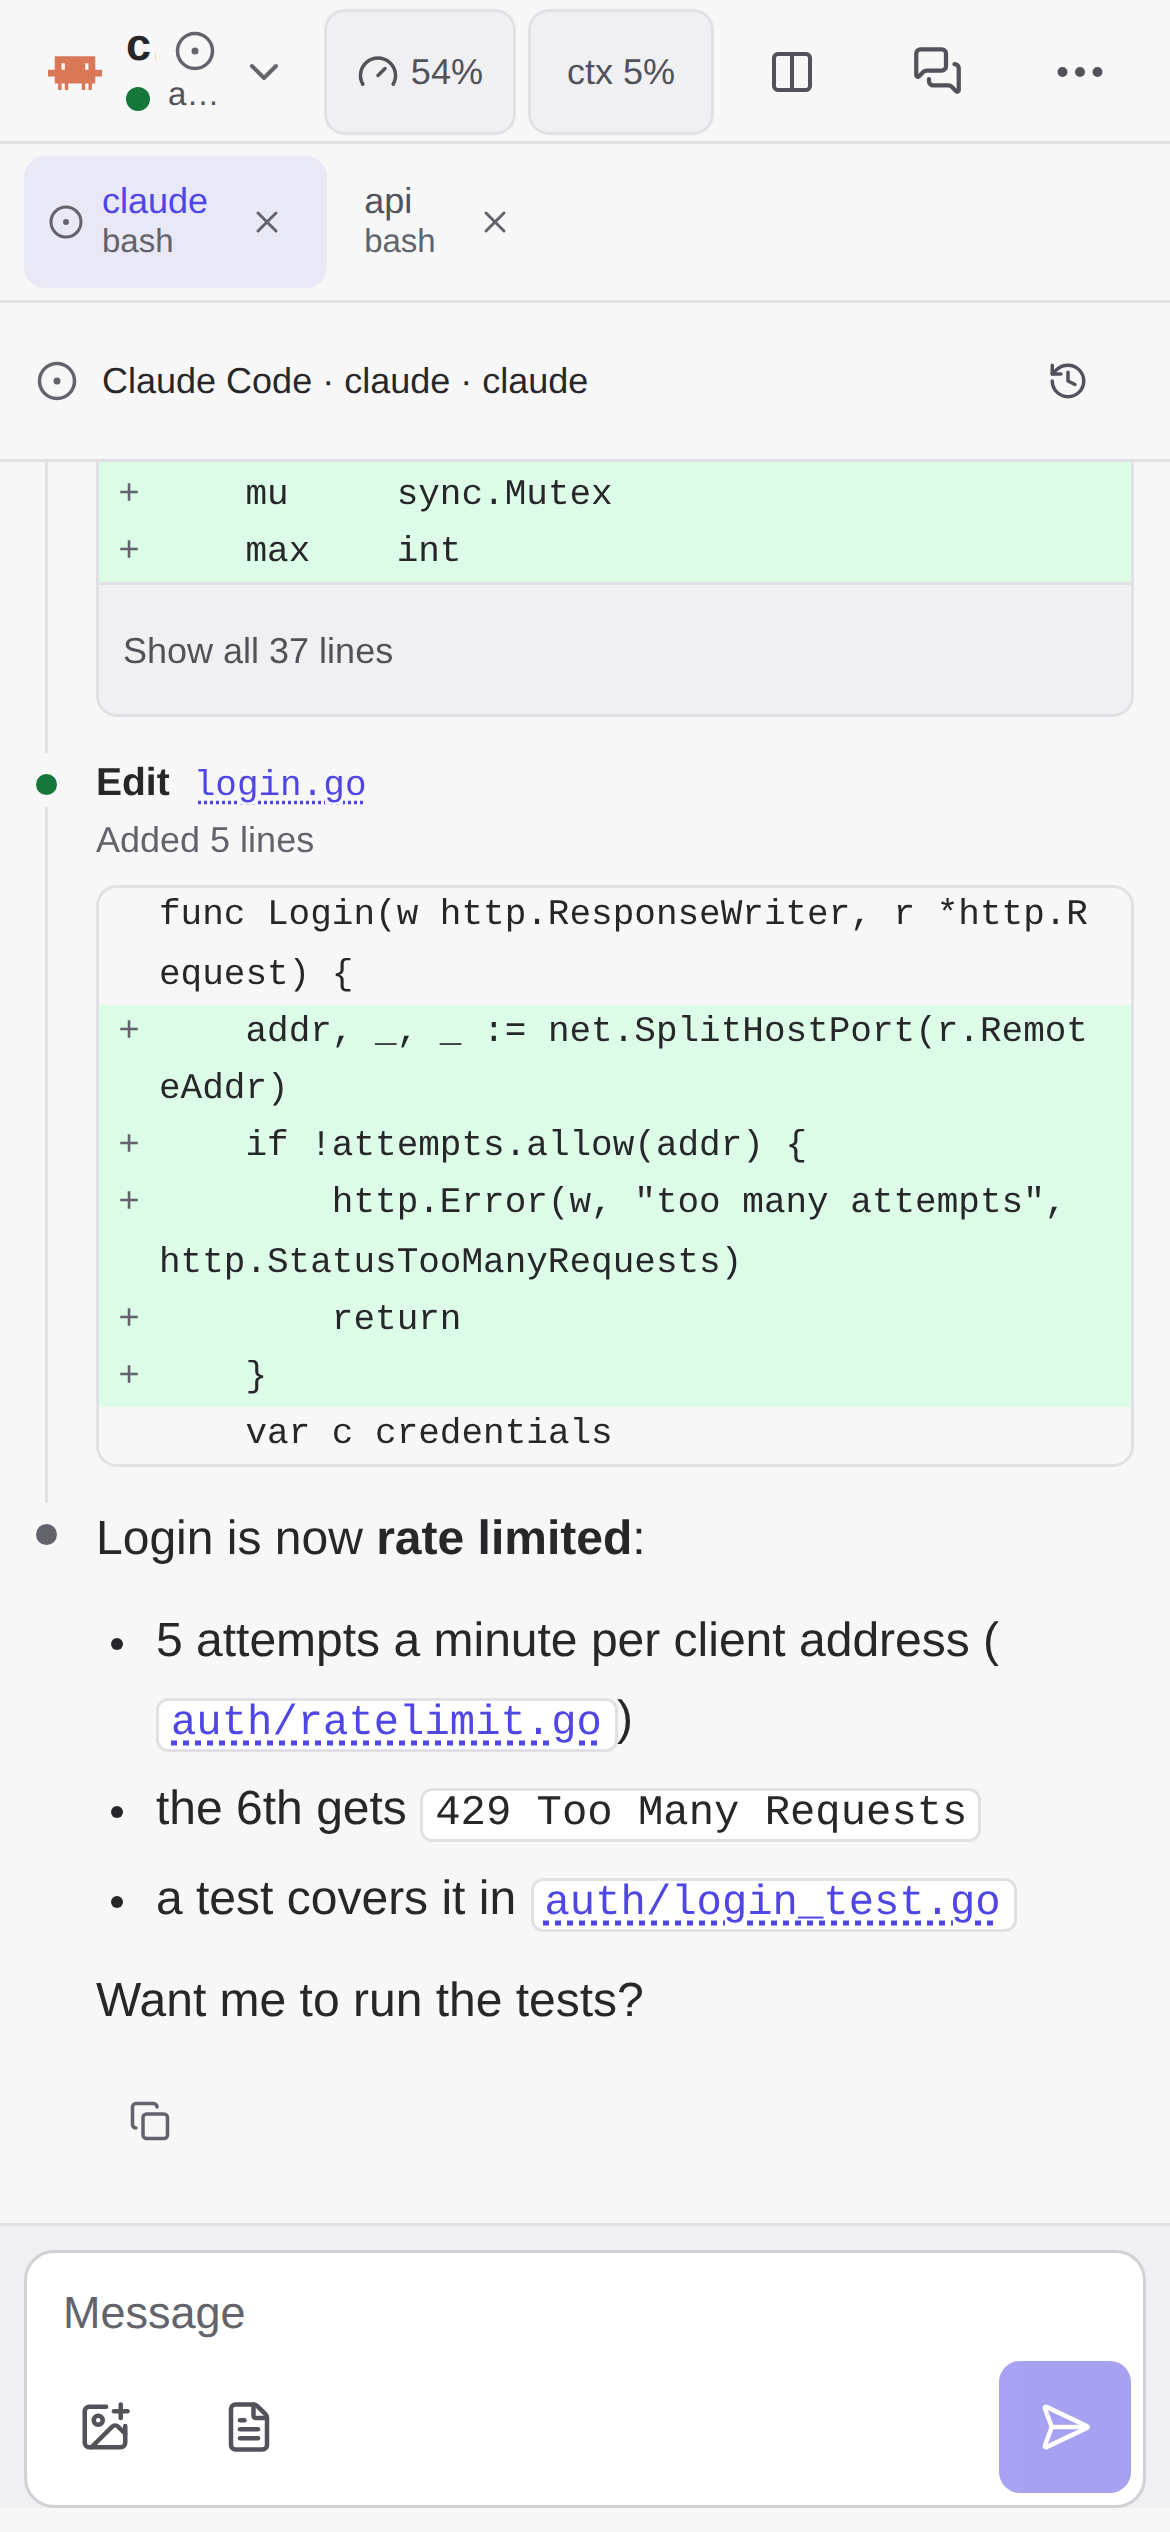 c
a…
54%
ctx 5%
claude
bash
api
bash
Claude Code · claude · claude
+     mu     sync.Mutex
+     max    int
Show all 37 lines
Edit login.go
Added 5 lines
func Login(w http.ResponseWriter, r *http.R
equest) {
+     addr, _, _ := net.SplitHostPort(r.Remot
eAddr)
+     if !attempts.allow(addr) {
+         http.Error(w, "too many attempts",
http.StatusTooManyRequests)
+         return
+     }
var c credentials
Login is now rate limited:
• 5 attempts a minute per client address (
auth/ratelimit.go)
• the 6th gets 429 Too Many Requests
• a test covers it in auth/login_test.go
Want me to run the tests?
Message